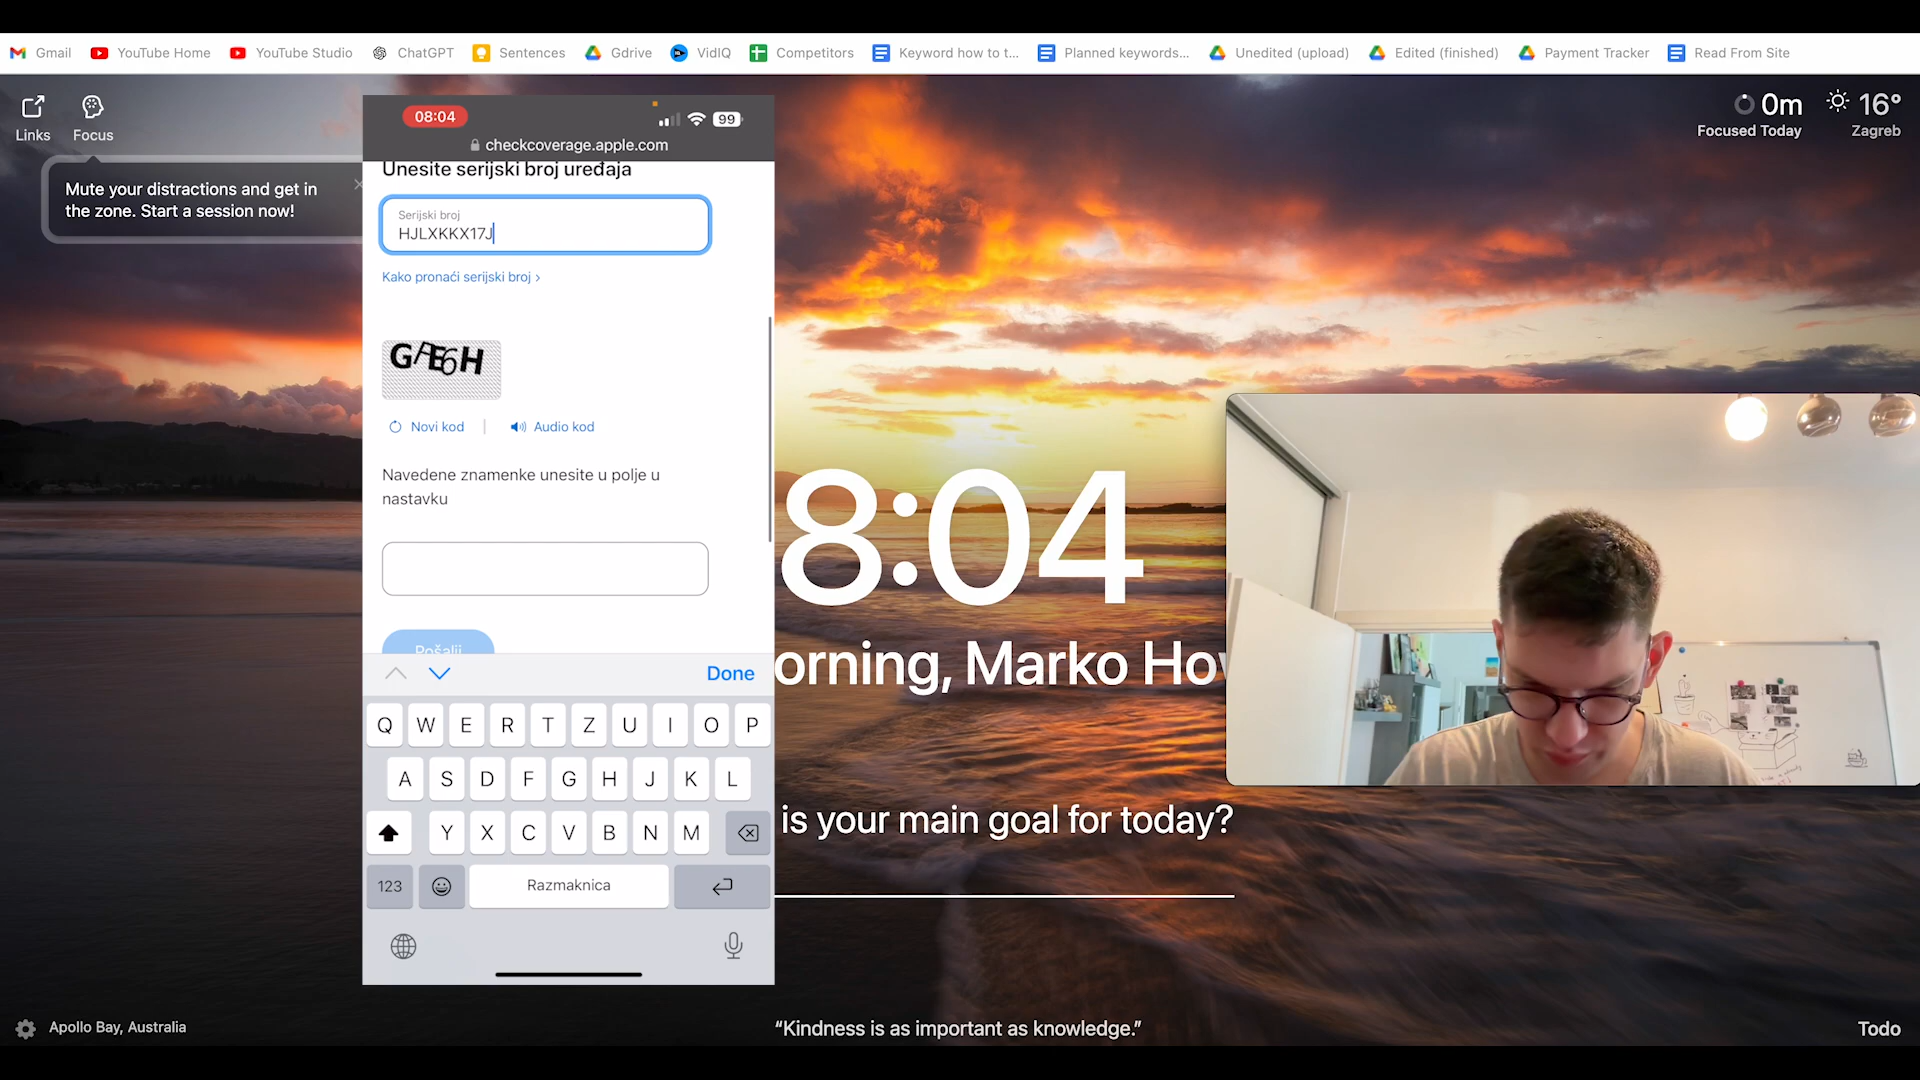 Gmail YouTube Home YouTube Studio ChatGPT Sentences Gdrive VidIQ Competitors Keyword how to t... Planned keywords... Unedited (upload) Edited (finished) Payment Tracker Read From Site
Links
Focus
Mute your distractions and get in
the zone. Start a session now!
0m
Focused Today
16°
Zagreb
08:04
99
checkcoverage.apple.com
Unesite serijski broj uređaja
Serijski broj
HJLXKKX17J
Kako pronaći serijski broj ›
Novi kod | Audio kod
Navedene znamenke unesite u polje u
nastavku
Pošalji
Done
Q W E R T Z U I O P
A S D F G H J K L
Y X C V B N M
123 Razmaknica
8:04
orning, Marko Ho
is your main goal for today?
Apollo Bay, Australia
“Kindness is as important as knowledge.”
Todo